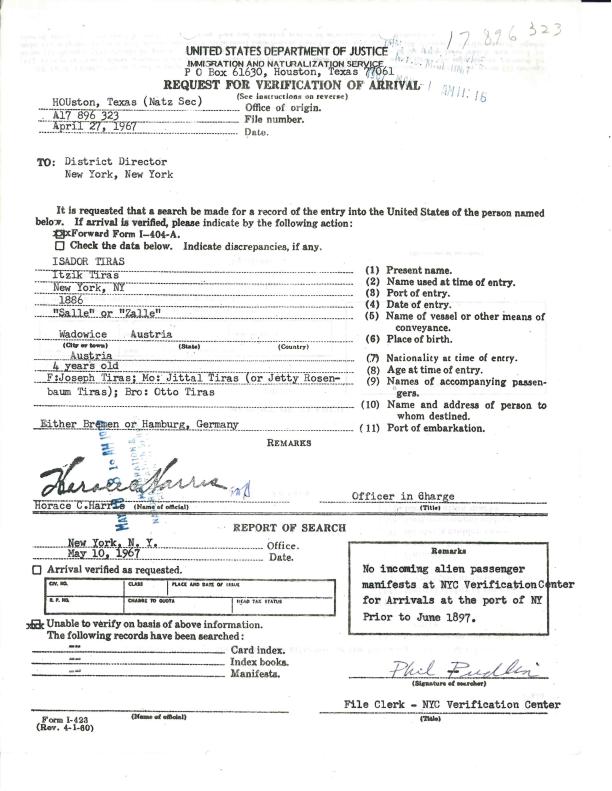 17 896 323
UNITED STATES DEPARTMENT OF JUSTICE
IMMIGRATION AND NATURALIZATION SERVICE
P O Box 61630, Houston, Texas 77061
REQUEST FOR VERIFICATION OF ARRIVAL
AM 11:16
(See instructions on reverse)
HOUston, Texas (Natz Sec) Office of origin.
A17 896 323 File number.
April 27, 1967 Date.
TO: District Director
New York, New York
It is requested that a search be made for a record of the entry into the United States of the person named
below. If arrival is verified, please indicate by the following action:
Forward Form I-404-A.
Check the data below. Indicate discrepancies, if any.
ISADOR TIRAS (1) Present name.
Itzik Tiras (2) Name used at time of entry.
New York, NY (3) Port of entry.
1886 (4) Date of entry.
"Salle" or "Zalle" (5) Name of vessel or other means of
conveyance.
Wadowice Austria (6) Place of birth.
(City or town) (State) (Country)
Austria (7) Nationality at time of entry.
4 years old (8) Age at time of entry.
F:Joseph Tiras; Mo: Jittal Tiras (or Jetty Rosen- (9) Names of accompanying passen-
baum Tiras); Bro: Otto Tiras gers.
(10) Name and address of person to
whom destined.
Either Bremen or Hamburg, Germany (11) Port of embarkation.
REMARKS
Horace C. Harris
Officer in Gharge
Horace C.Harris (Name of official) (Title)
REPORT OF SEARCH
New York, N. Y. Office.
May 10, 1967 Date.
Arrival verified as requested.
CIV. NO. CLASS PLACE AND DATE OF ISSUE
R. P. NO. CHARGE TO QUOTA HEAD TAX STATUS
Remarks
No incoming alien passenger
manifests at NYC Verification Center
for Arrivals at the port of NY
Prior to June 1897.
Unable to verify on basis of above information.
The following records have been searched:
-- Card index.
-- Index books.
-- Manifests.
Phil Rudlin
(Signature of searcher)
File Clerk - NYC Verification Center
(Name of official) (Title)
Form I-423
(Rev. 4-1-60)